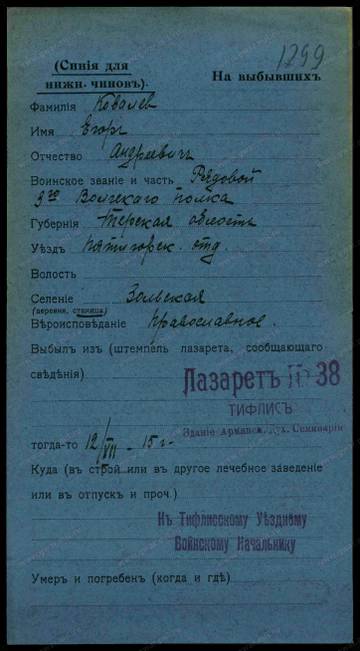 1299
(Синія для
нижн. чиновъ).
На выбывшихъ
Фамилія Ковалев
Имя Егоръ
Отчество Андреевич
Воинское званіе и часть Рядовой
3го Волгскаго полка
Губернія Терская область
Уѣздъ Пятигорск. отд.
Волость
Селеніе Зольская
(деревня, станица)
Вѣроисповѣданіе православное.
Выбылъ изъ (штемпель лазарета, сообщающаго
свѣдѣнія)
Лазаретъ № 38
ТИФЛИСЪ
Зданіе Армянск. Дух. Семинаріи
тогда-то 12/VII – 15 г.
Куда (въ строй или въ другое лечебное заведеніе
или въ отпускъ и проч.)
Къ Тифлисскому Уѣздному
Воинскому Начальнику
Умеръ и погребенъ (когда и гдѣ)